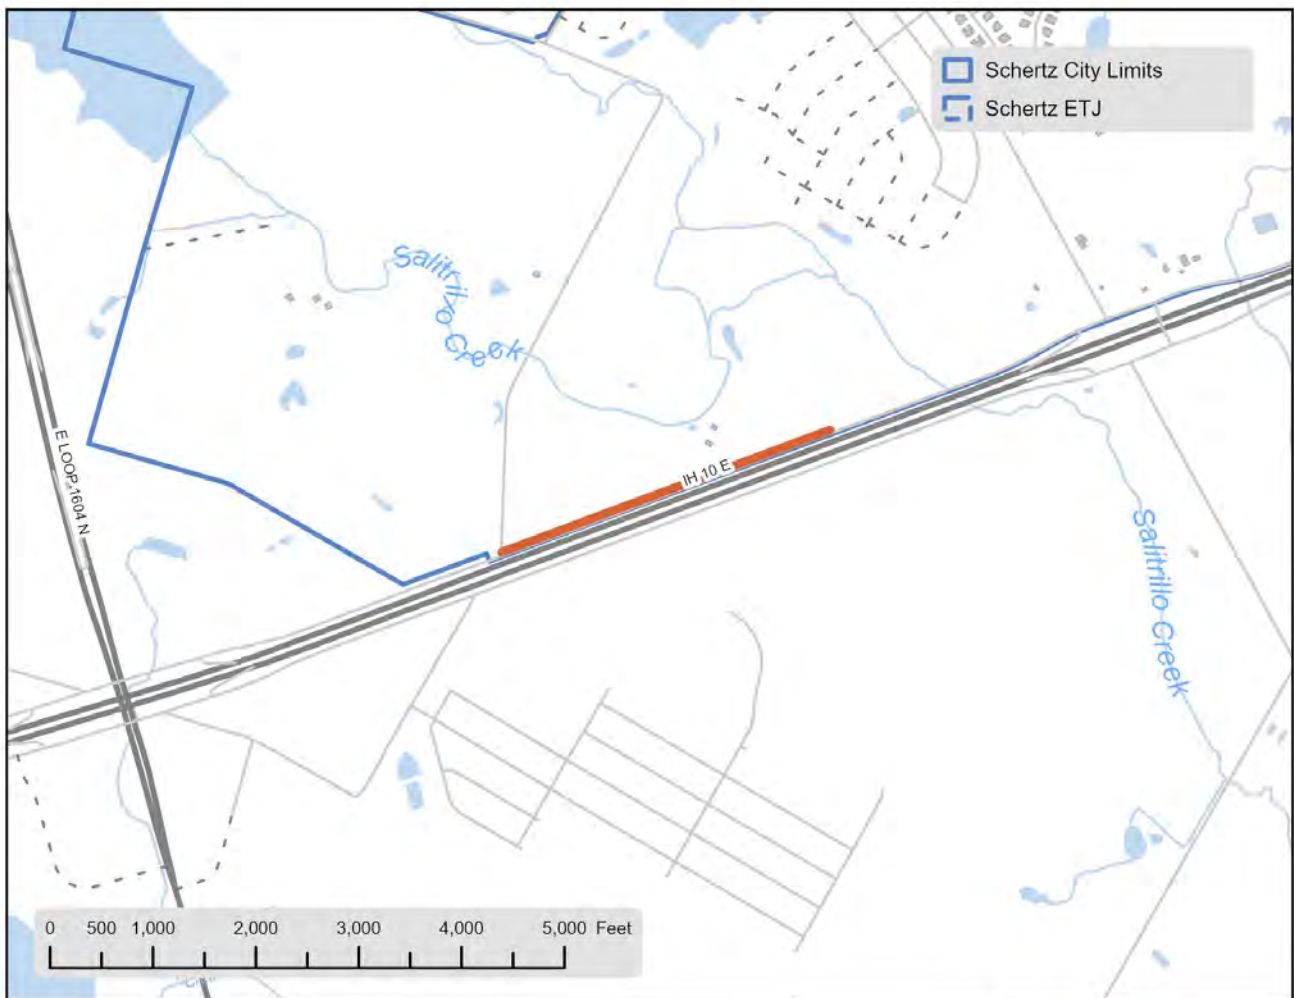 Schertz City Limits
Schertz ETJ
Salitrillo Creek
E LOOP 1604 N
IH 10 E
Salitrillo Creek
0 500 1,000 2,000 3,000 4,000 5,000 Feet